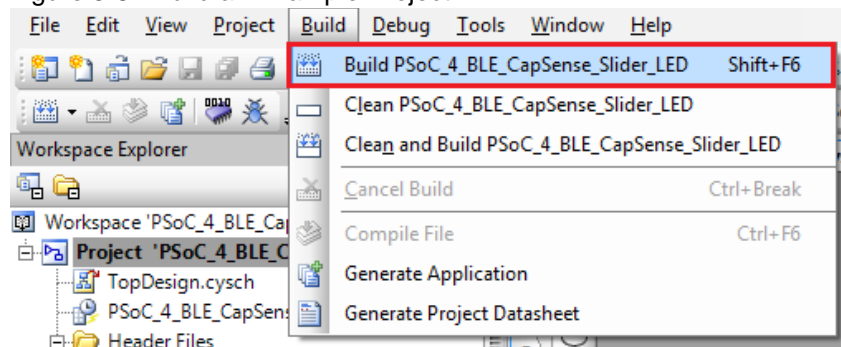 File Edit View Project Build Debug Tools Window Help
Build PSoC_4_BLE_CapSense_Slider_LED Shift+F6
Clean PSoC_4_BLE_CapSense_Slider_LED
Workspace Explorer
Clean and Build PSoC_4_BLE_CapSense_Slider_LED
Cancel Build Ctrl+Break
Workspace 'PSoC_4_BLE_Ca
Compile File Ctrl+F6
Project 'PSoC_4_BLE_C
Generate Application
TopDesign.cysch
PSoC_4_BLE_CapSen
Generate Project Datasheet
Header Files